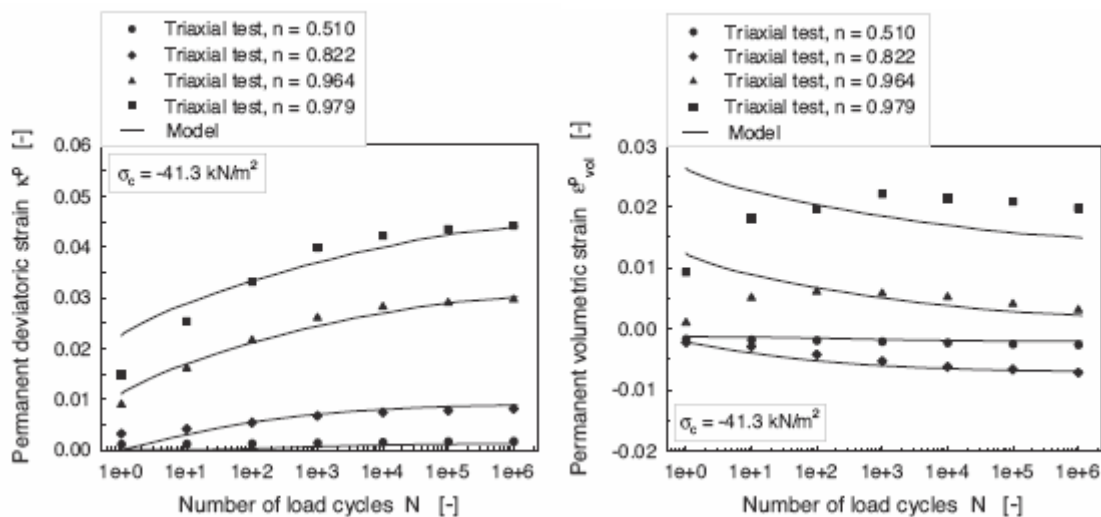 Triaxial test, n = 0.510
Triaxial test, n = 0.822
Triaxial test, n = 0.964
Triaxial test, n = 0.979
Model
Permanent deviatoric strain κᵖ [-]
0.06
0.05
0.04
0.03
0.02
0.01
0.00
σc = -41.3 kN/m²
1e+0 1e+1 1e+2 1e+3 1e+4 1e+5 1e+6
Number of load cycles N [-]
Triaxial test, n = 0.510
Triaxial test, n = 0.822
Triaxial test, n = 0.964
Triaxial test, n = 0.979
Model
Permanent volumetric strain εᵖvol [-]
0.03
0.02
0.01
0.00
-0.01
-0.02
σc = -41.3 kN/m²
1e+0 1e+1 1e+2 1e+3 1e+4 1e+5 1e+6
Number of load cycles N [-]